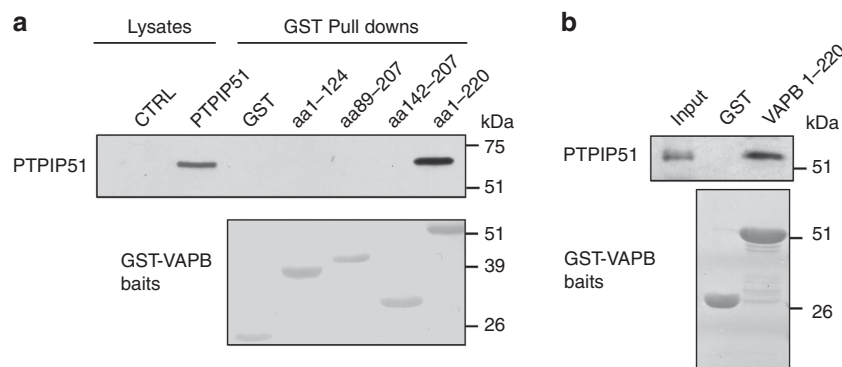 a
Lysates
GST Pull downs
CTRL
PTPIP51
GST
aa1–124
aa89–207
aa142–207
aa1–220
kDa
PTPIP51
75
51
GST-VAPB
baits
51
39
26
b
Input
GST
VAPB 1–220
kDa
PTPIP51
51
GST-VAPB
baits
51
26